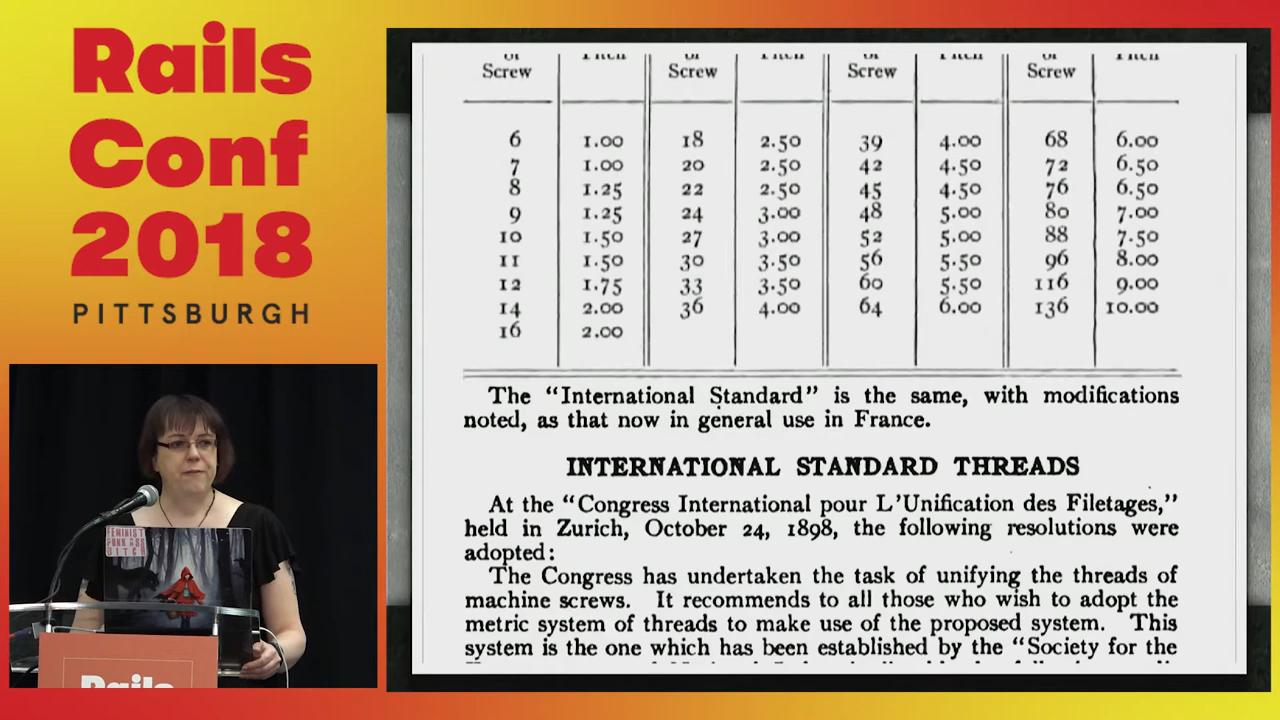 Rails
Conf
2018
PITTSBURGH
FEMINIST
PUNK ASS
BITCH
Rails
of Pitch of Pitch of Pitch of Pitch
Screw Screw Screw Screw
6 1.00 18 2.50 39 4.00 68 6.00
7 1.00 20 2.50 42 4.50 72 6.50
8 1.25 22 2.50 45 4.50 76 6.50
9 1.25 24 3.00 48 5.00 80 7.00
10 1.50 27 3.00 52 5.00 88 7.50
11 1.50 30 3.50 56 5.50 96 8.00
12 1.75 33 3.50 60 5.50 116 9.00
14 2.00 36 4.00 64 6.00 136 10.00
16 2.00
The “International Standard” is the same, with modifications
noted, as that now in general use in France.
INTERNATIONAL STANDARD THREADS
At the “Congress International pour L'Unification des Filetages,”
held in Zurich, October 24, 1898, the following resolutions were
adopted:
The Congress has undertaken the task of unifying the threads of
machine screws. It recommends to all those who wish to adopt the
metric system of threads to make use of the proposed system. This
system is the one which has been established by the “Society for the